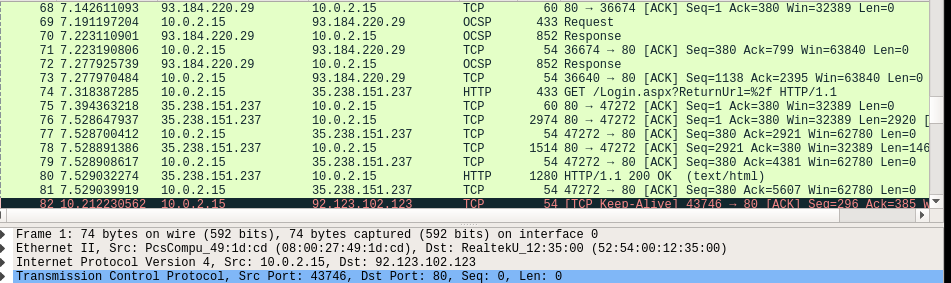 68 7.142611093 93.184.220.29 10.0.2.15 TCP 60 80 → 36674 [ACK] Seq=1 Ack=380 Win=32389 Len=0
69 7.191197204 10.0.2.15 93.184.220.29 OCSP 433 Request
70 7.223110901 93.184.220.29 10.0.2.15 OCSP 852 Response
71 7.223190806 10.0.2.15 93.184.220.29 TCP 54 36674 → 80 [ACK] Seq=380 Ack=799 Win=63840 Len=0
72 7.277925739 93.184.220.29 10.0.2.15 OCSP 852 Response
73 7.277970484 10.0.2.15 93.184.220.29 TCP 54 36640 → 80 [ACK] Seq=1138 Ack=2395 Win=63840 Len=0
74 7.318387285 10.0.2.15 35.238.151.237 HTTP 433 GET /Login.aspx?ReturnUrl=%2f HTTP/1.1
75 7.394363218 35.238.151.237 10.0.2.15 TCP 60 80 → 47272 [ACK] Seq=1 Ack=380 Win=32389 Len=0
76 7.528647937 35.238.151.237 10.0.2.15 TCP 2974 80 → 47272 [ACK] Seq=1 Ack=380 Win=32389 Len=2920 [
77 7.528700412 10.0.2.15 35.238.151.237 TCP 54 47272 → 80 [ACK] Seq=380 Ack=2921 Win=62780 Len=0
78 7.528891386 35.238.151.237 10.0.2.15 TCP 1514 80 → 47272 [ACK] Seq=2921 Ack=380 Win=32389 Len=146
79 7.528908617 10.0.2.15 35.238.151.237 TCP 54 47272 → 80 [ACK] Seq=380 Ack=4381 Win=62780 Len=0
80 7.529032274 35.238.151.237 10.0.2.15 HTTP 1280 HTTP/1.1 200 OK (text/html)
81 7.529039919 10.0.2.15 35.238.151.237 TCP 54 47272 → 80 [ACK] Seq=380 Ack=5607 Win=62780 Len=0
82 10.212230562 10.0.2.15 92.123.102.123 TCP 54 [TCP Keep-Alive] 43746 → 80 [ACK] Seq=296 Ack=385 W
Frame 1: 74 bytes on wire (592 bits), 74 bytes captured (592 bits) on interface 0
Ethernet II, Src: PcsCompu_49:1d:cd (08:00:27:49:1d:cd), Dst: RealtekU_12:35:00 (52:54:00:12:35:00)
Internet Protocol Version 4, Src: 10.0.2.15, Dst: 92.123.102.123
Transmission Control Protocol, Src Port: 43746, Dst Port: 80, Seq: 0, Len: 0